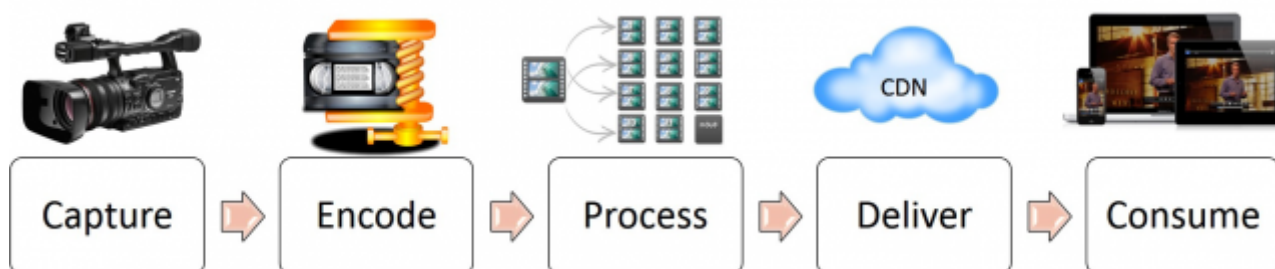 CDN
Capture
Encode
Process
Deliver
Consume